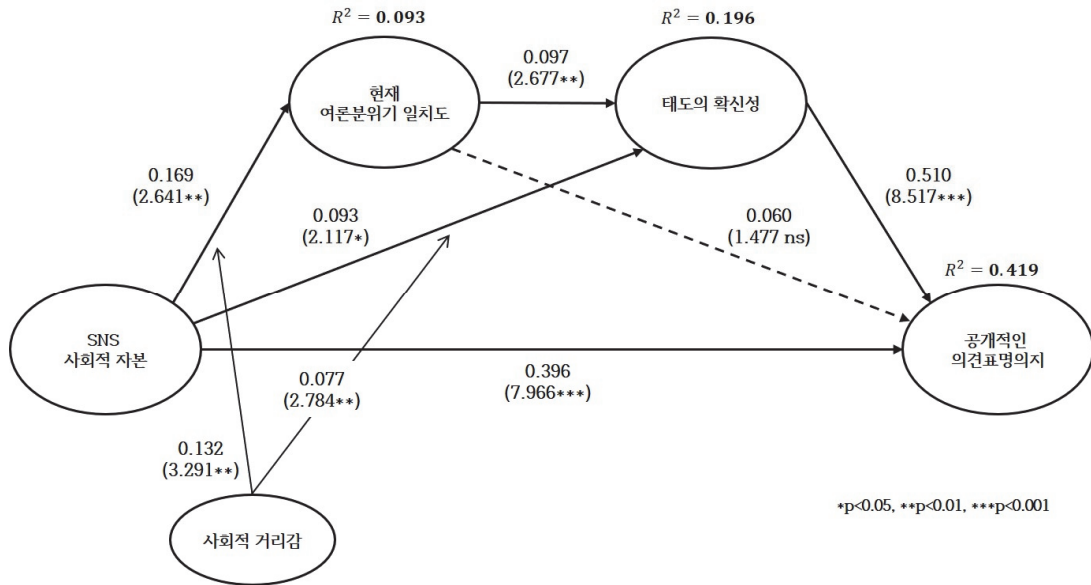 R² = 0.093
R² = 0.196
현재
여론분위기 일치도
0.097
(2.677**)
태도의 확신성
0.169
(2.641**)
0.093
(2.117*)
0.060
(1.477 ns)
0.510
(8.517***)
R² = 0.419
SNS
사회적 자본
공개적인
의견표명의지
0.396
(7.966***)
0.077
(2.784**)
0.132
(3.291**)
사회적 거리감
*p<0.05, **p<0.01, ***p<0.001